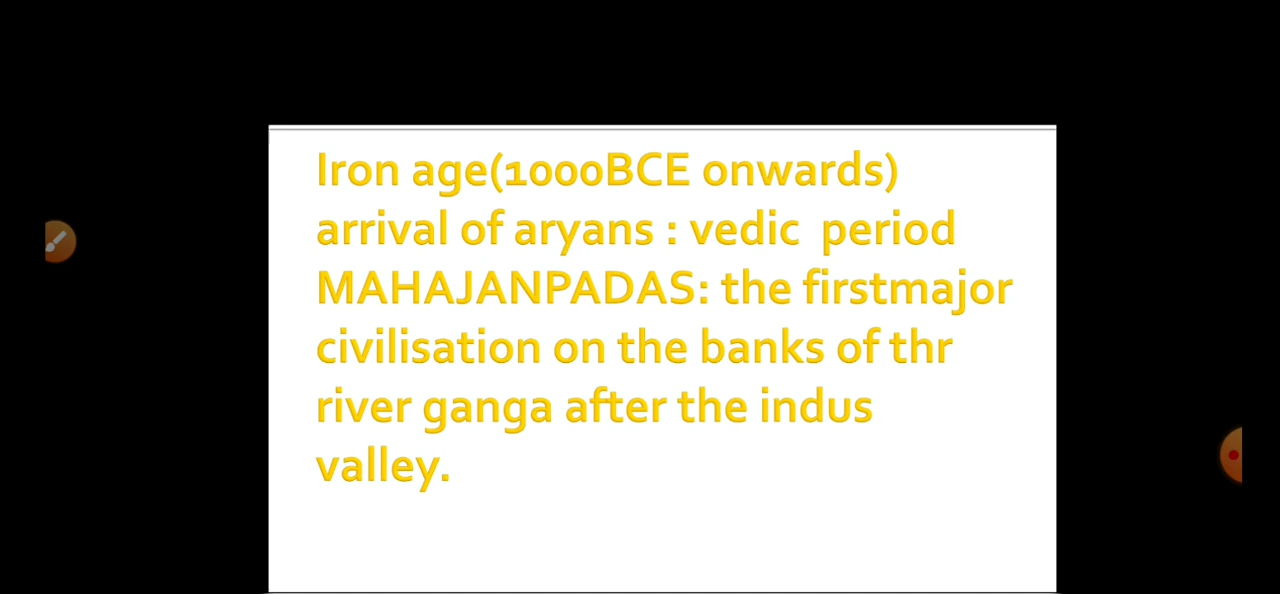 Iron age(1000BCE onwards)
arrival of aryans : vedic  period
MAHAJANPADAS: the firstmajor
civilisation on the banks of thr
river ganga after the indus
valley.